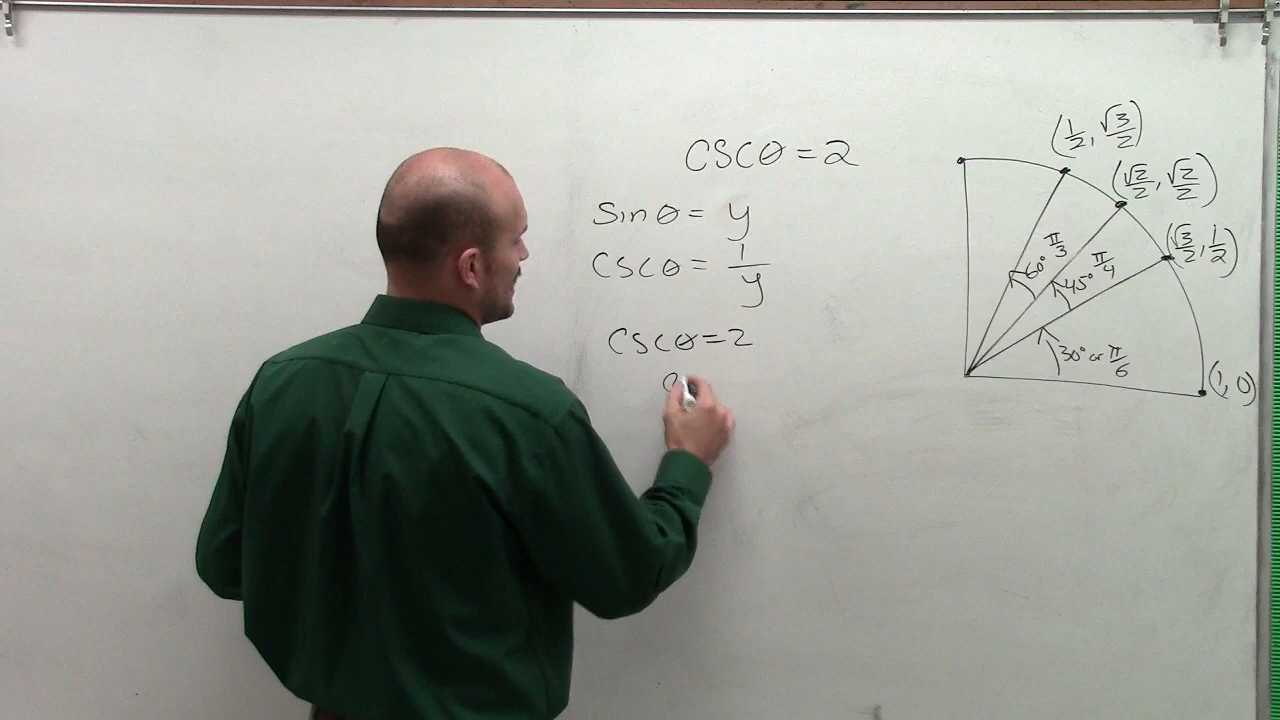 cscθ=2
sinθ=y
cscθ=1/y
cscθ=2
(1/2, √3/2)
(√2/2, √2/2)
(√3/2, 1/2)
60° π/3
45° π/4
30° or π/6
(1, 0)